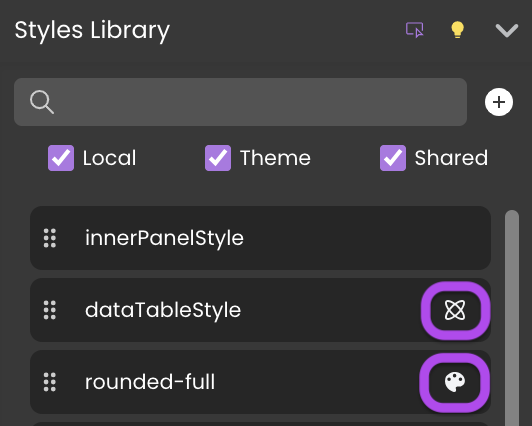 Styles Library
Local Theme Shared
innerPanelStyle
dataTableStyle
rounded-full